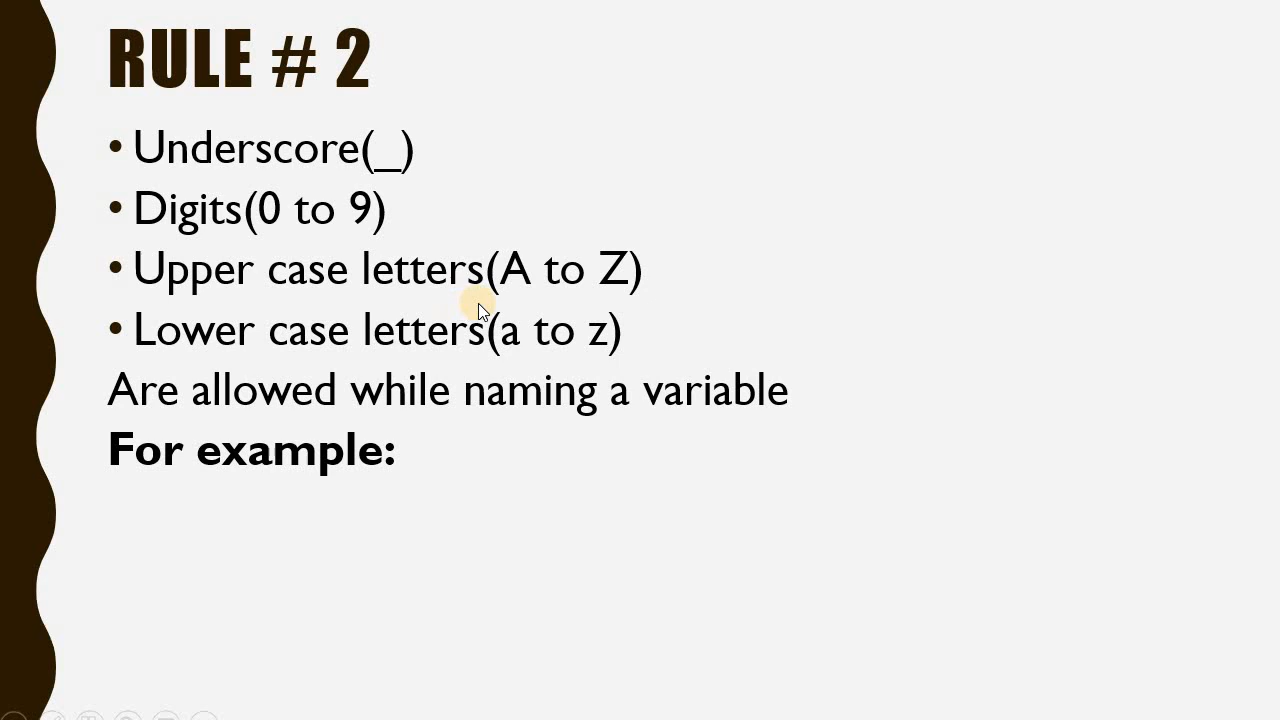 RULE # 2
• Underscore(_)
• Digits(0 to 9)
• Upper case letters(A to Z)
• Lower case letters(a to z)
Are allowed while naming a variable
For example: